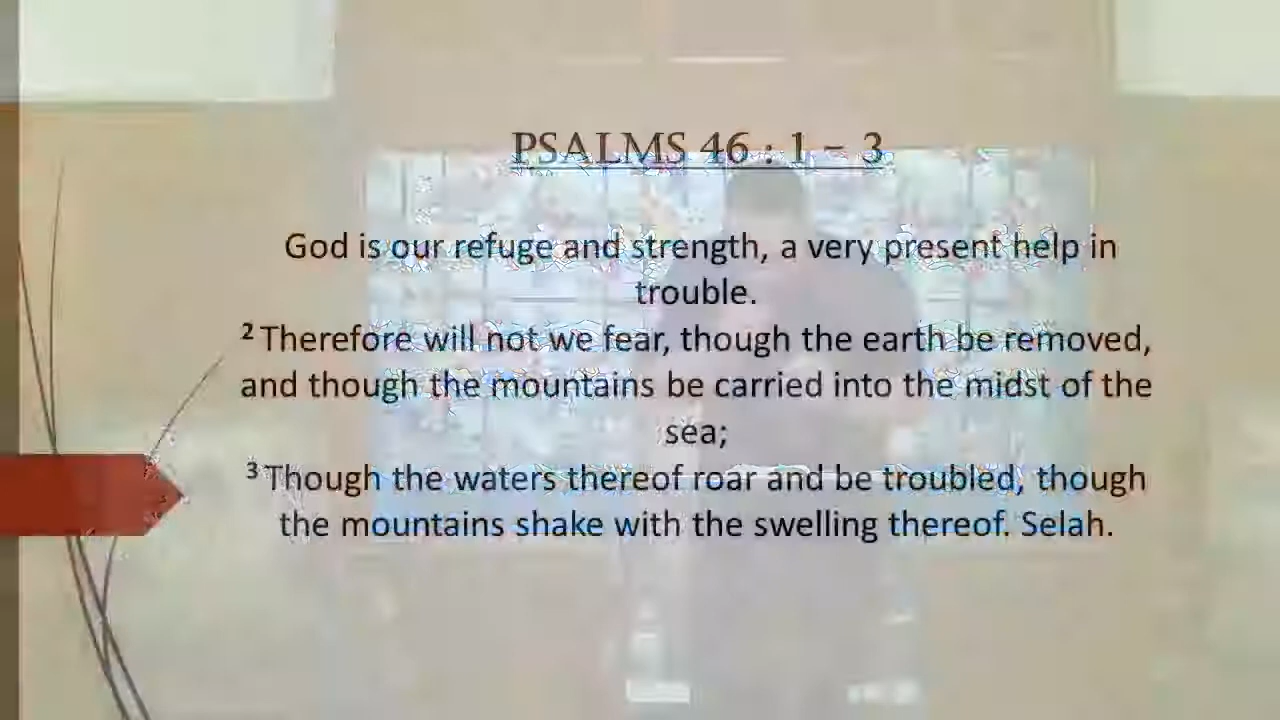 PSALMS 46 : 1 – 3
God is our refuge and strength, a very present help in
trouble.
2 Therefore will not we fear, though the earth be removed,
and though the mountains be carried into the midst of the
sea;
3 Though the waters thereof roar and be troubled, though
the mountains shake with the swelling thereof. Selah.